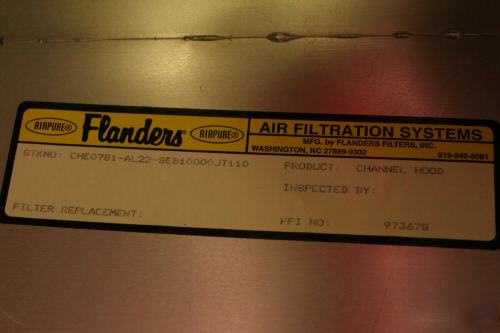 AIRPURE® Flanders® AIRPURE® AIR FILTRATION SYSTEMS
MFG. by FLANDERS FILTERS, INC.
WASHINGTON, NC 27889-9302 919-946-8081
STKNO: CHE0781-AL22-SEB10000JT110 PRODUCT: CHANNEL HOOD
INSPECTED BY:
FILTER REPLACEMENT: FFI NO: 973678